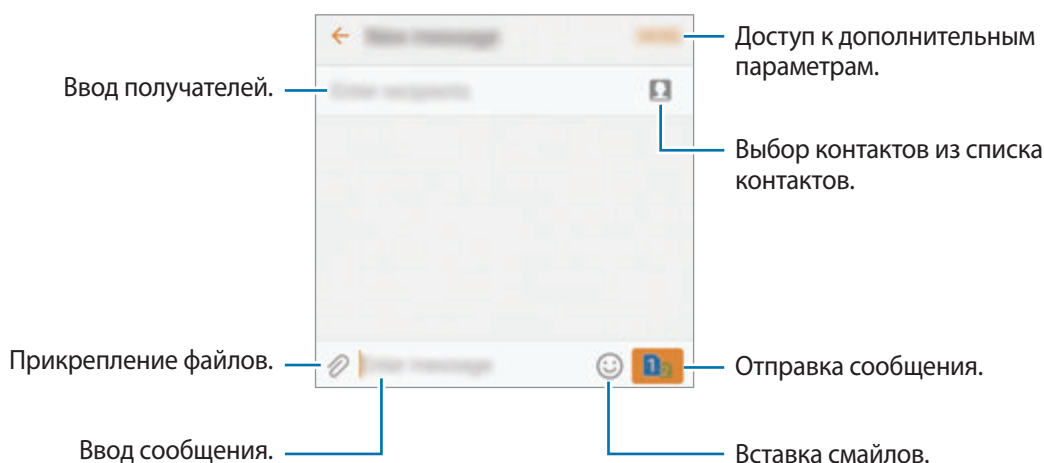 Доступ к дополнительным
параметрам.
Ввод получателей.
Выбор контактов из списка
контактов.
Прикрепление файлов.
Отправка сообщения.
Ввод сообщения.
Вставка смайлов.